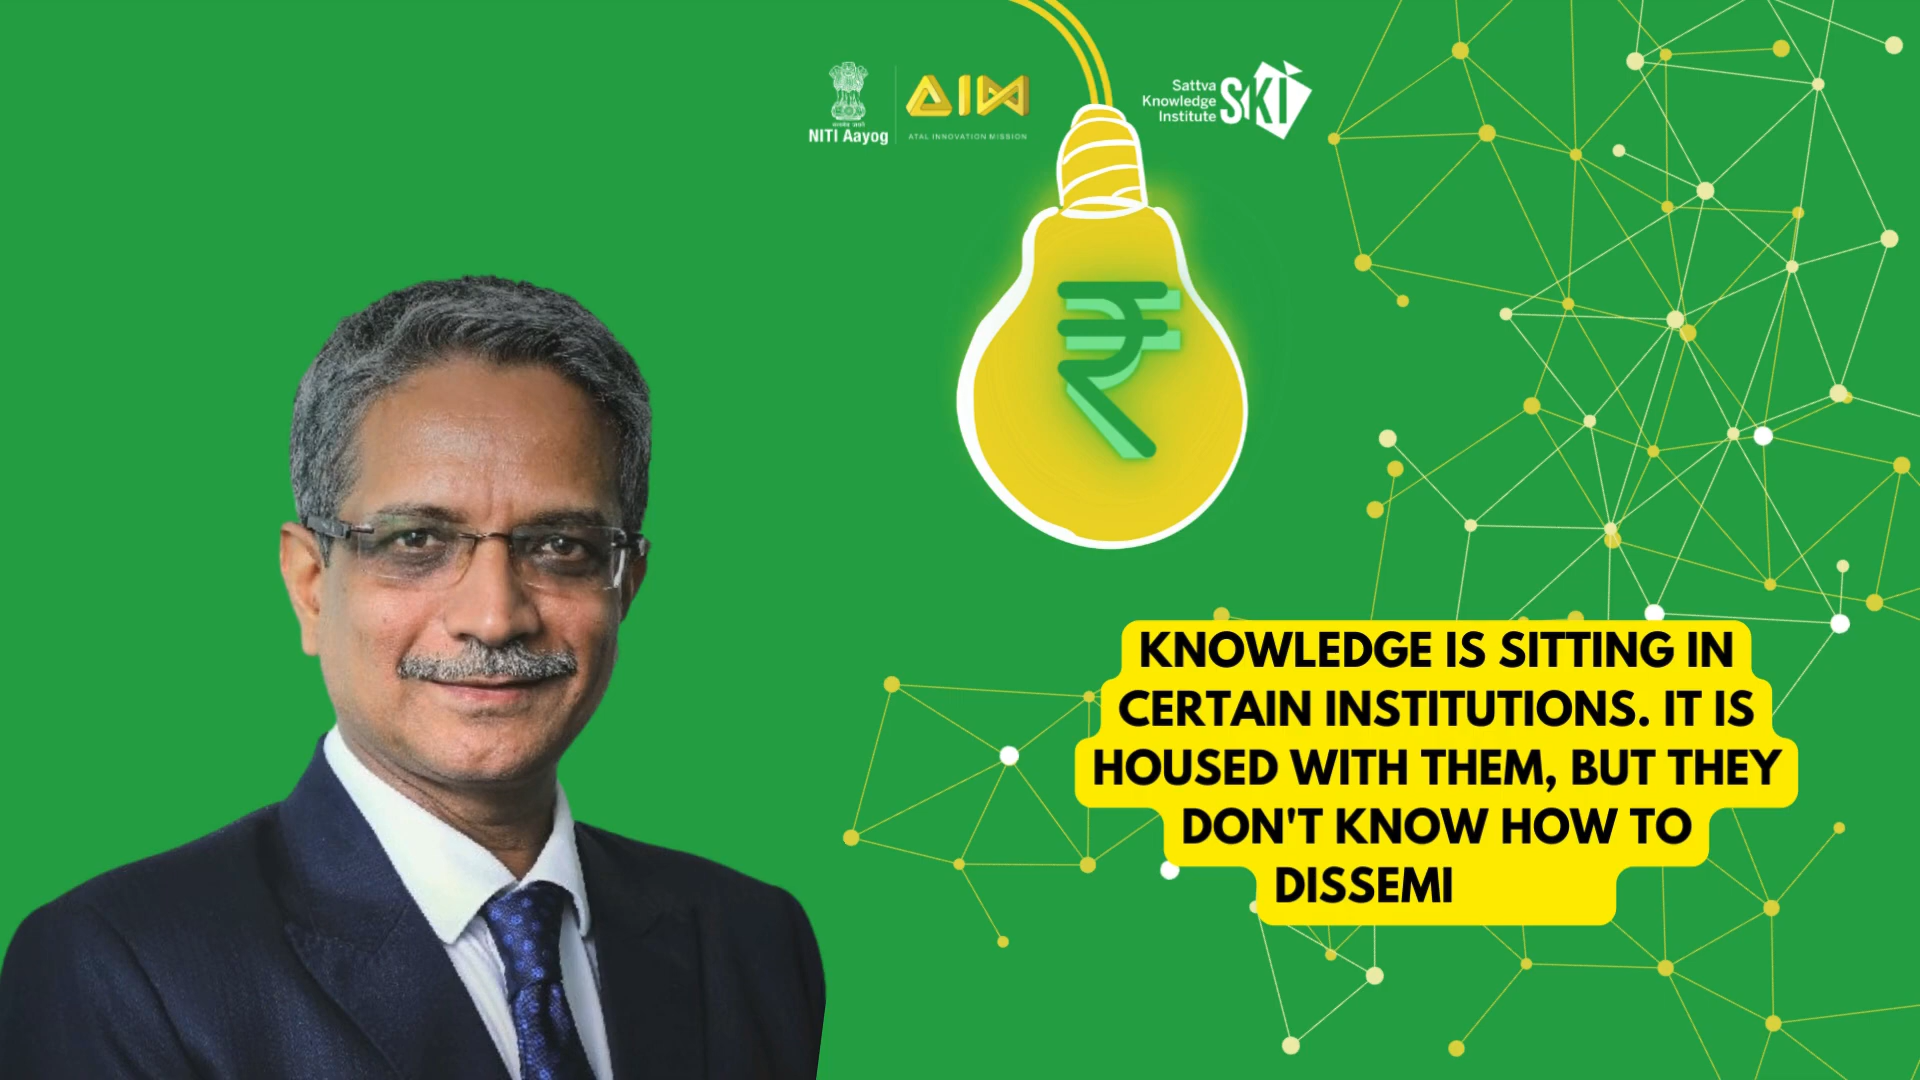 NITI Aayog
AIM
ATAL INNOVATION MISSION
Sattva
Knowledge
Institute
SKI
₹
KNOWLEDGE IS SITTING IN
CERTAIN INSTITUTIONS. IT IS
HOUSED WITH THEM, BUT THEY
DON'T KNOW HOW TO
DISSEMI